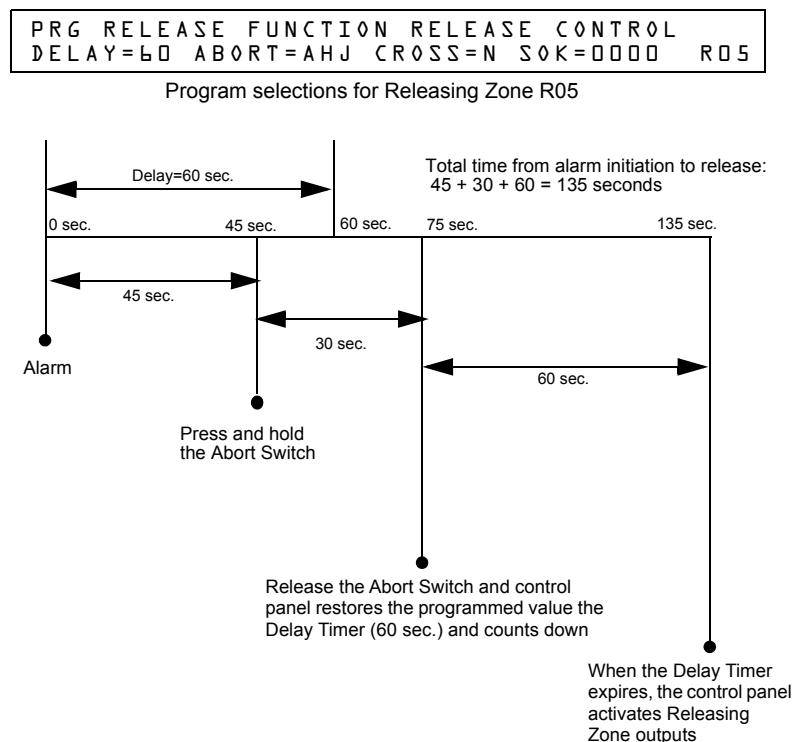 PRG RELEASE FUNCTION RELEASE CONTROL
DELAY=60 ABORT=AHJ CROSS=N SOK=0000 R05
Program selections for Releasing Zone R05
Delay=60 sec.
Total time from alarm initiation to release:
45 + 30 + 60 = 135 seconds
0 sec. 45 sec. 60 sec. 75 sec. 135 sec.
45 sec.
30 sec.
Alarm
60 sec.
Press and hold
the Abort Switch
Release the Abort Switch and control
panel restores the programmed value the
Delay Timer (60 sec.) and counts down
When the Delay Timer
expires, the control panel
activates Releasing
Zone outputs